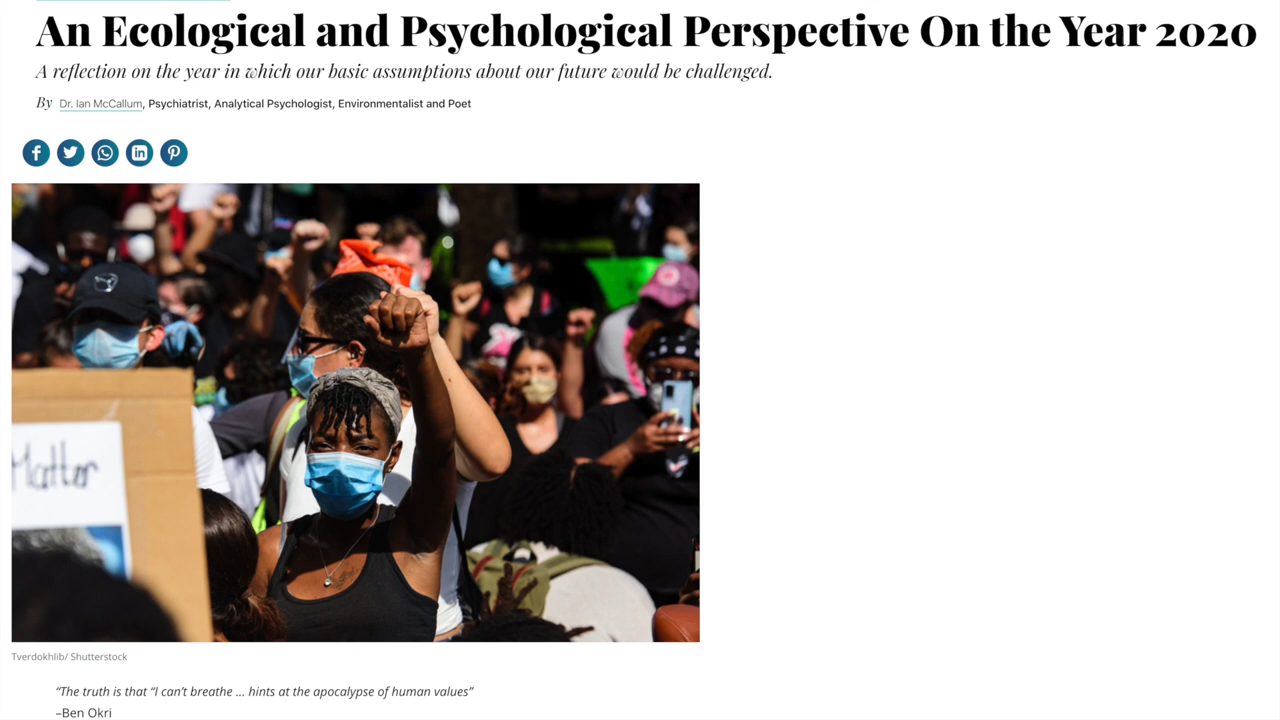 An Ecological and Psychological Perspective On the Year 2020
A reflection on the year in which our basic assumptions about our future would be challenged.
By Dr. Ian McCallum, Psychiatrist, Analytical Psychologist, Environmentalist and Poet
Matter
Tverdokhlib/ Shutterstock
“The truth is that “I can’t breathe ... hints at the apocalypse of human values”
–Ben Okri